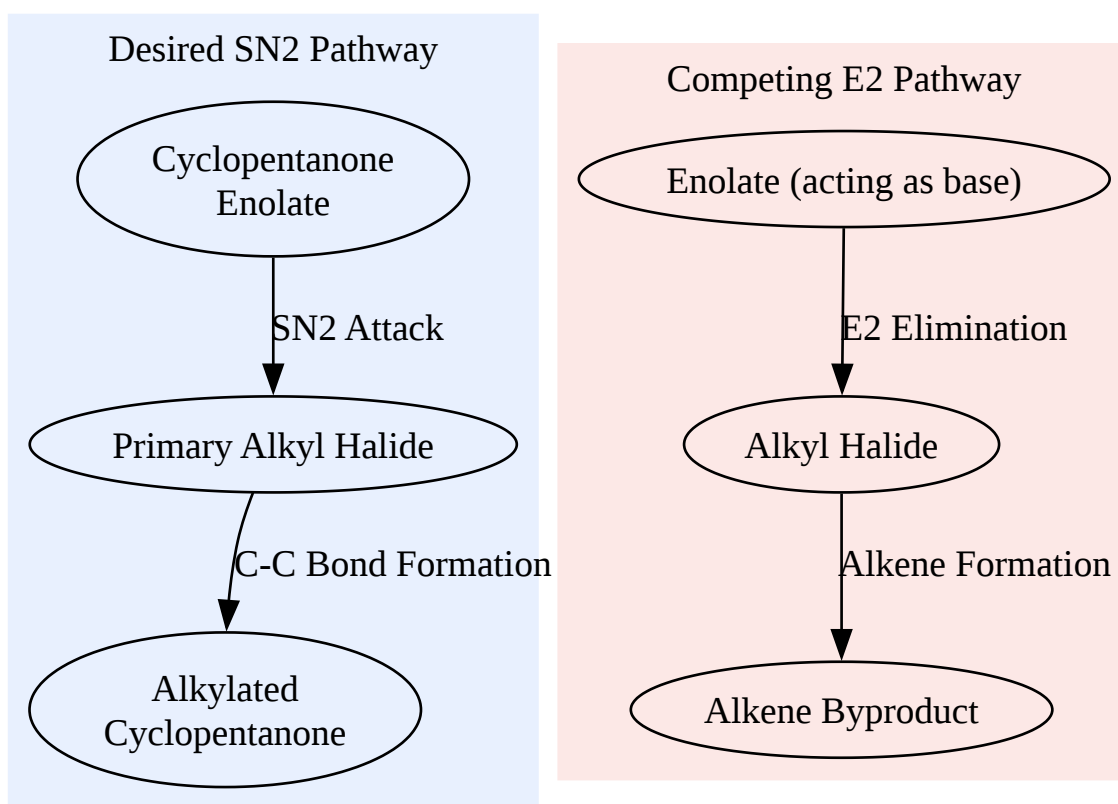 Desired SN2 Pathway
Cyclopentanone
Enolate
SN2 Attack
Primary Alkyl Halide
C-C Bond Formation
Alkylated
Cyclopentanone
Competing E2 Pathway
Enolate (acting as base)
E2 Elimination
Alkyl Halide
Alkene Formation
Alkene Byproduct